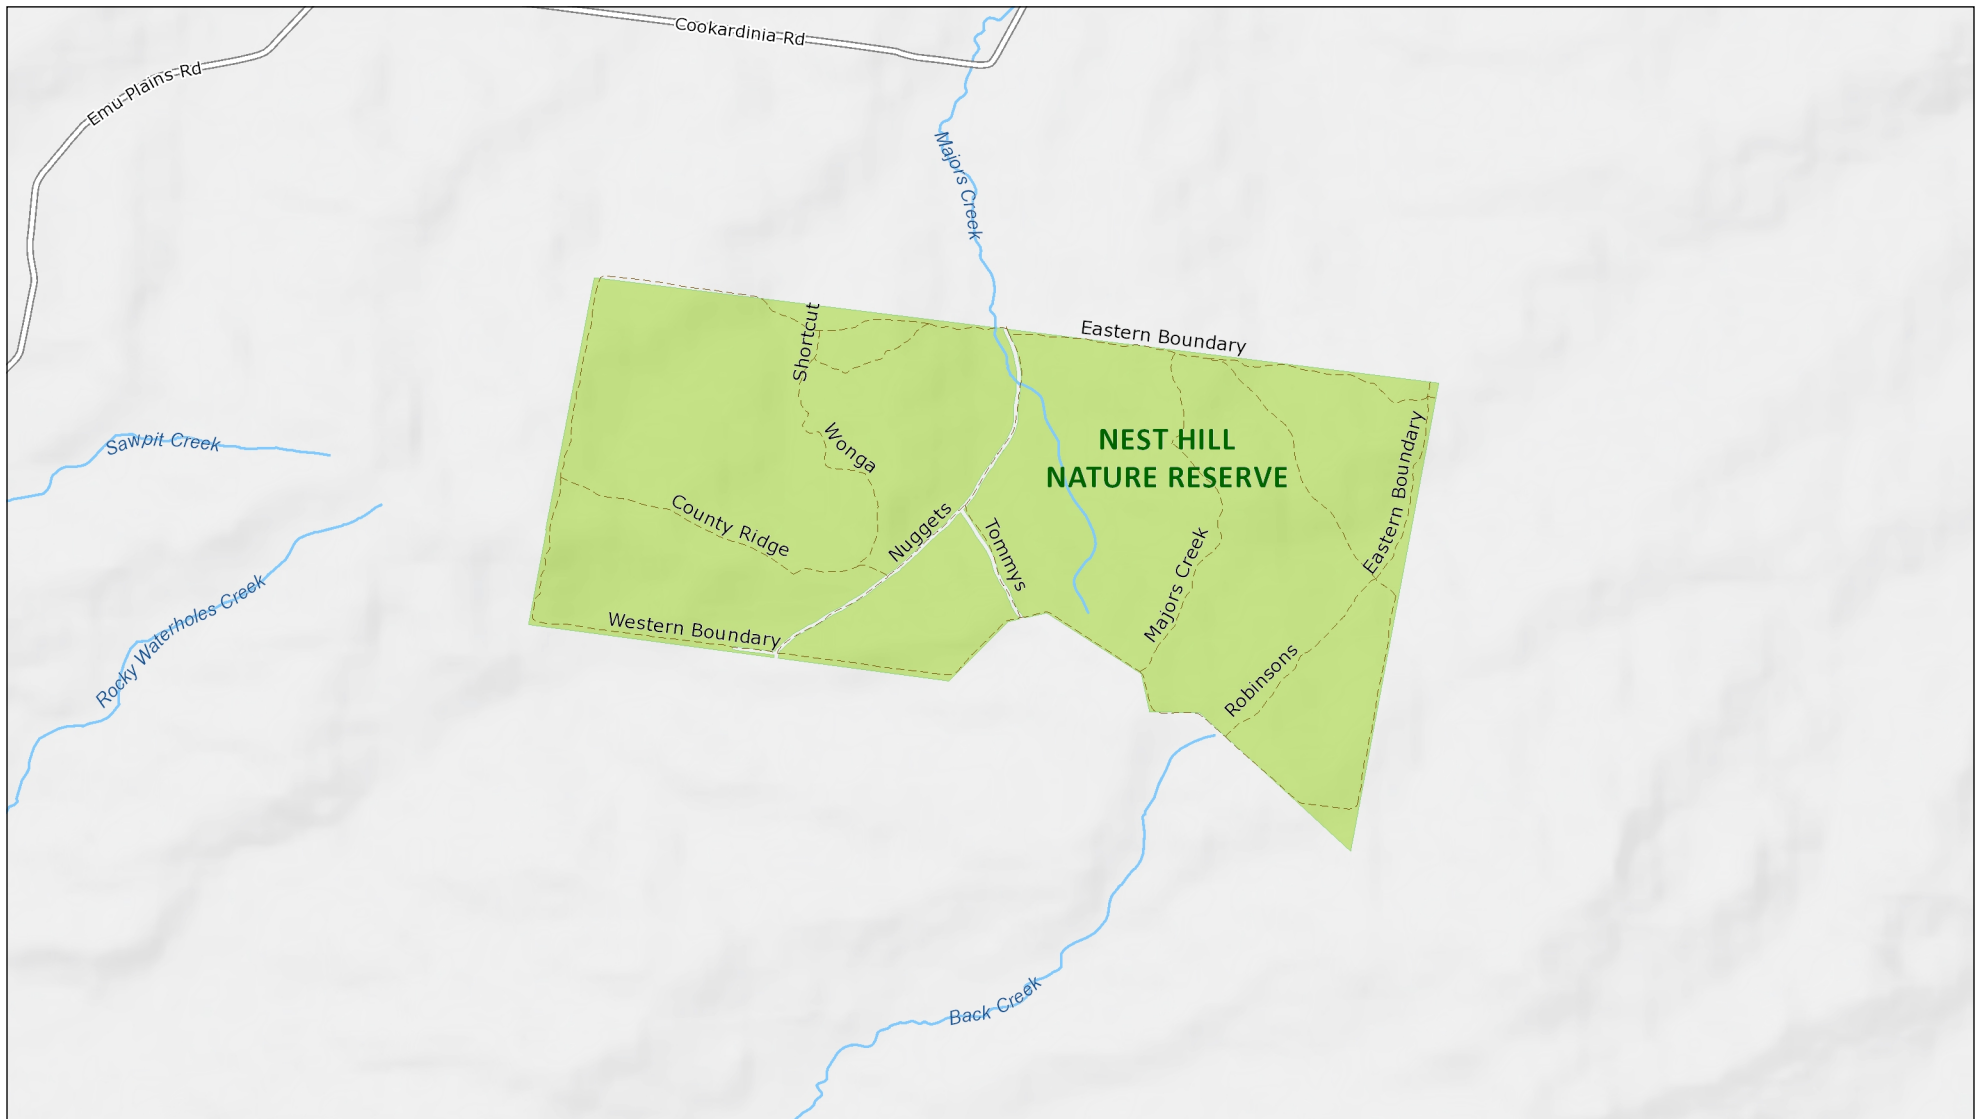 Cookardinia Rd
Emu Plains Rd
Majors Creek
Shortcut
Eastern Boundary
Sawpit Creek
Wonga
NEST HILL
NATURE RESERVE
Eastern Boundary
County Ridge
Nuggets
Tommys
Majors Creek
Rocky Waterholes Creek
Western Boundary
Robinsons
Back Creek